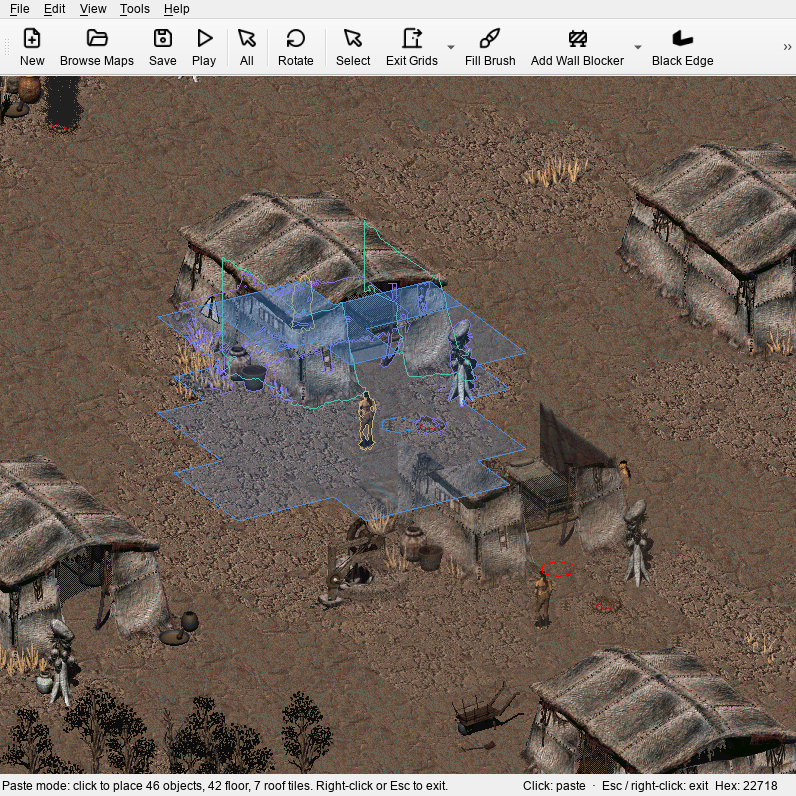 File Edit View Tools Help
New Browse Maps Save Play All Rotate Select Exit Grids Fill Brush Add Wall Blocker Black Edge
Paste mode: click to place 46 objects, 42 floor, 7 roof tiles. Right-click or Esc to exit. Click: paste · Esc / right-click: exit Hex: 22718